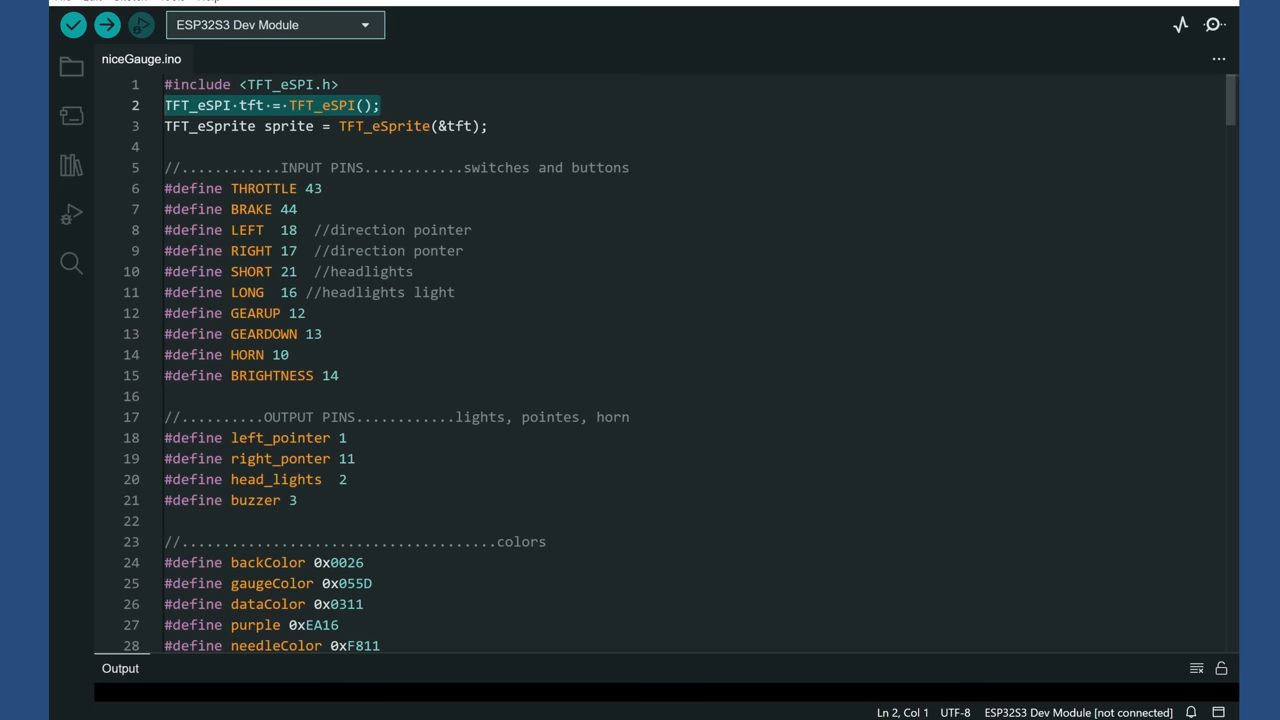 ESP32S3 Dev Module
niceGauge.ino
1 #include <TFT_eSPI.h>
2 TFT_eSPI·tft·=·TFT_eSPI();
3 TFT_eSprite sprite = TFT_eSprite(&tft);
4
5 //............INPUT PINS............switches and buttons
6 #define THROTTLE 43
7 #define BRAKE 44
8 #define LEFT  18  //direction pointer
9 #define RIGHT 17  //direction ponter
10 #define SHORT 21  //headlights
11 #define LONG  16 //headlights light
12 #define GEARUP 12
13 #define GEARDOWN 13
14 #define HORN 10
15 #define BRIGHTNESS 14
16
17 //..........OUTPUT PINS............lights, pointes, horn
18 #define left_pointer 1
19 #define right_ponter 11
20 #define head_lights  2
21 #define buzzer 3
22
23 //......................................colors
24 #define backColor 0x0026
25 #define gaugeColor 0x055D
26 #define dataColor 0x0311
27 #define purple 0xEA16
28 #define needleColor 0xF811
Output
Ln 2, Col 1 UTF-8 ESP32S3 Dev Module [not connected]